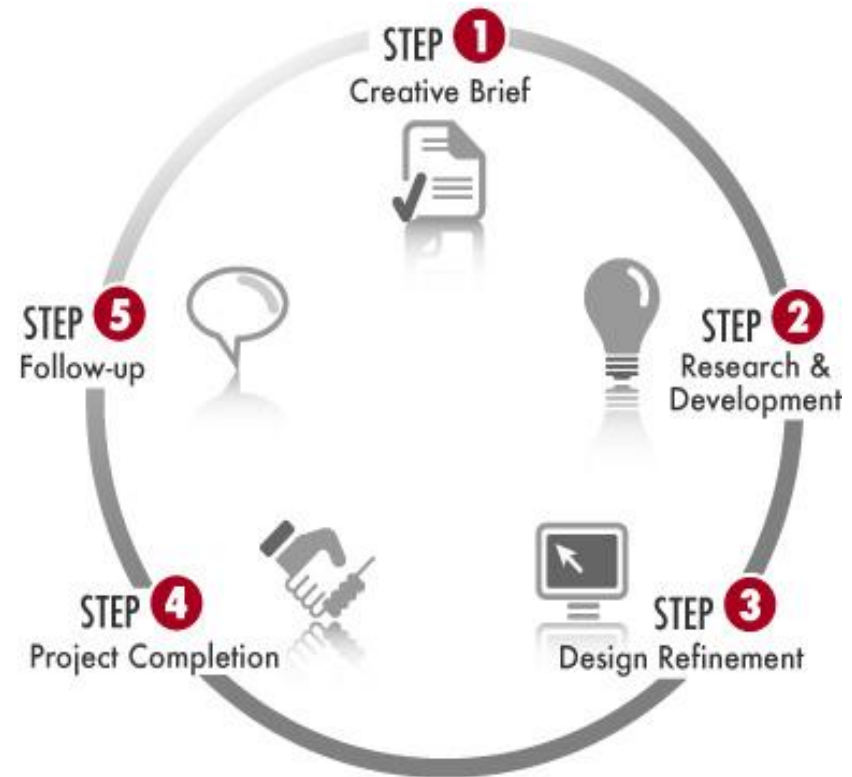 STEP 1
Creative Brief
STEP 2
Research &
Development
STEP 3
Design Refinement
STEP 4
Project Completion
STEP 5
Follow-up